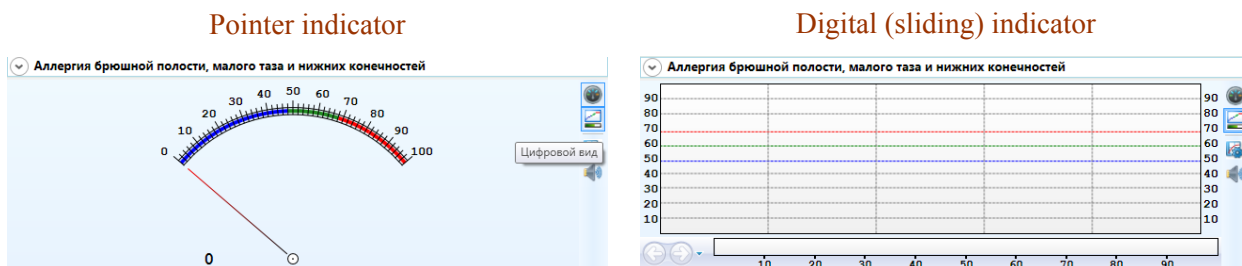 Pointer indicator
Digital (sliding) indicator
Аллергия брюшной полости, малого таза и нижних конечностей
0 10 20 30 40 50 60 70 80 90 100
Цифровой вид
0
Аллергия брюшной полости, малого таза и нижних конечностей
90 90
80 80
70 70
60 60
50 50
40 40
30 30
20 20
10 10
10 20 30 40 50 60 70 80 90